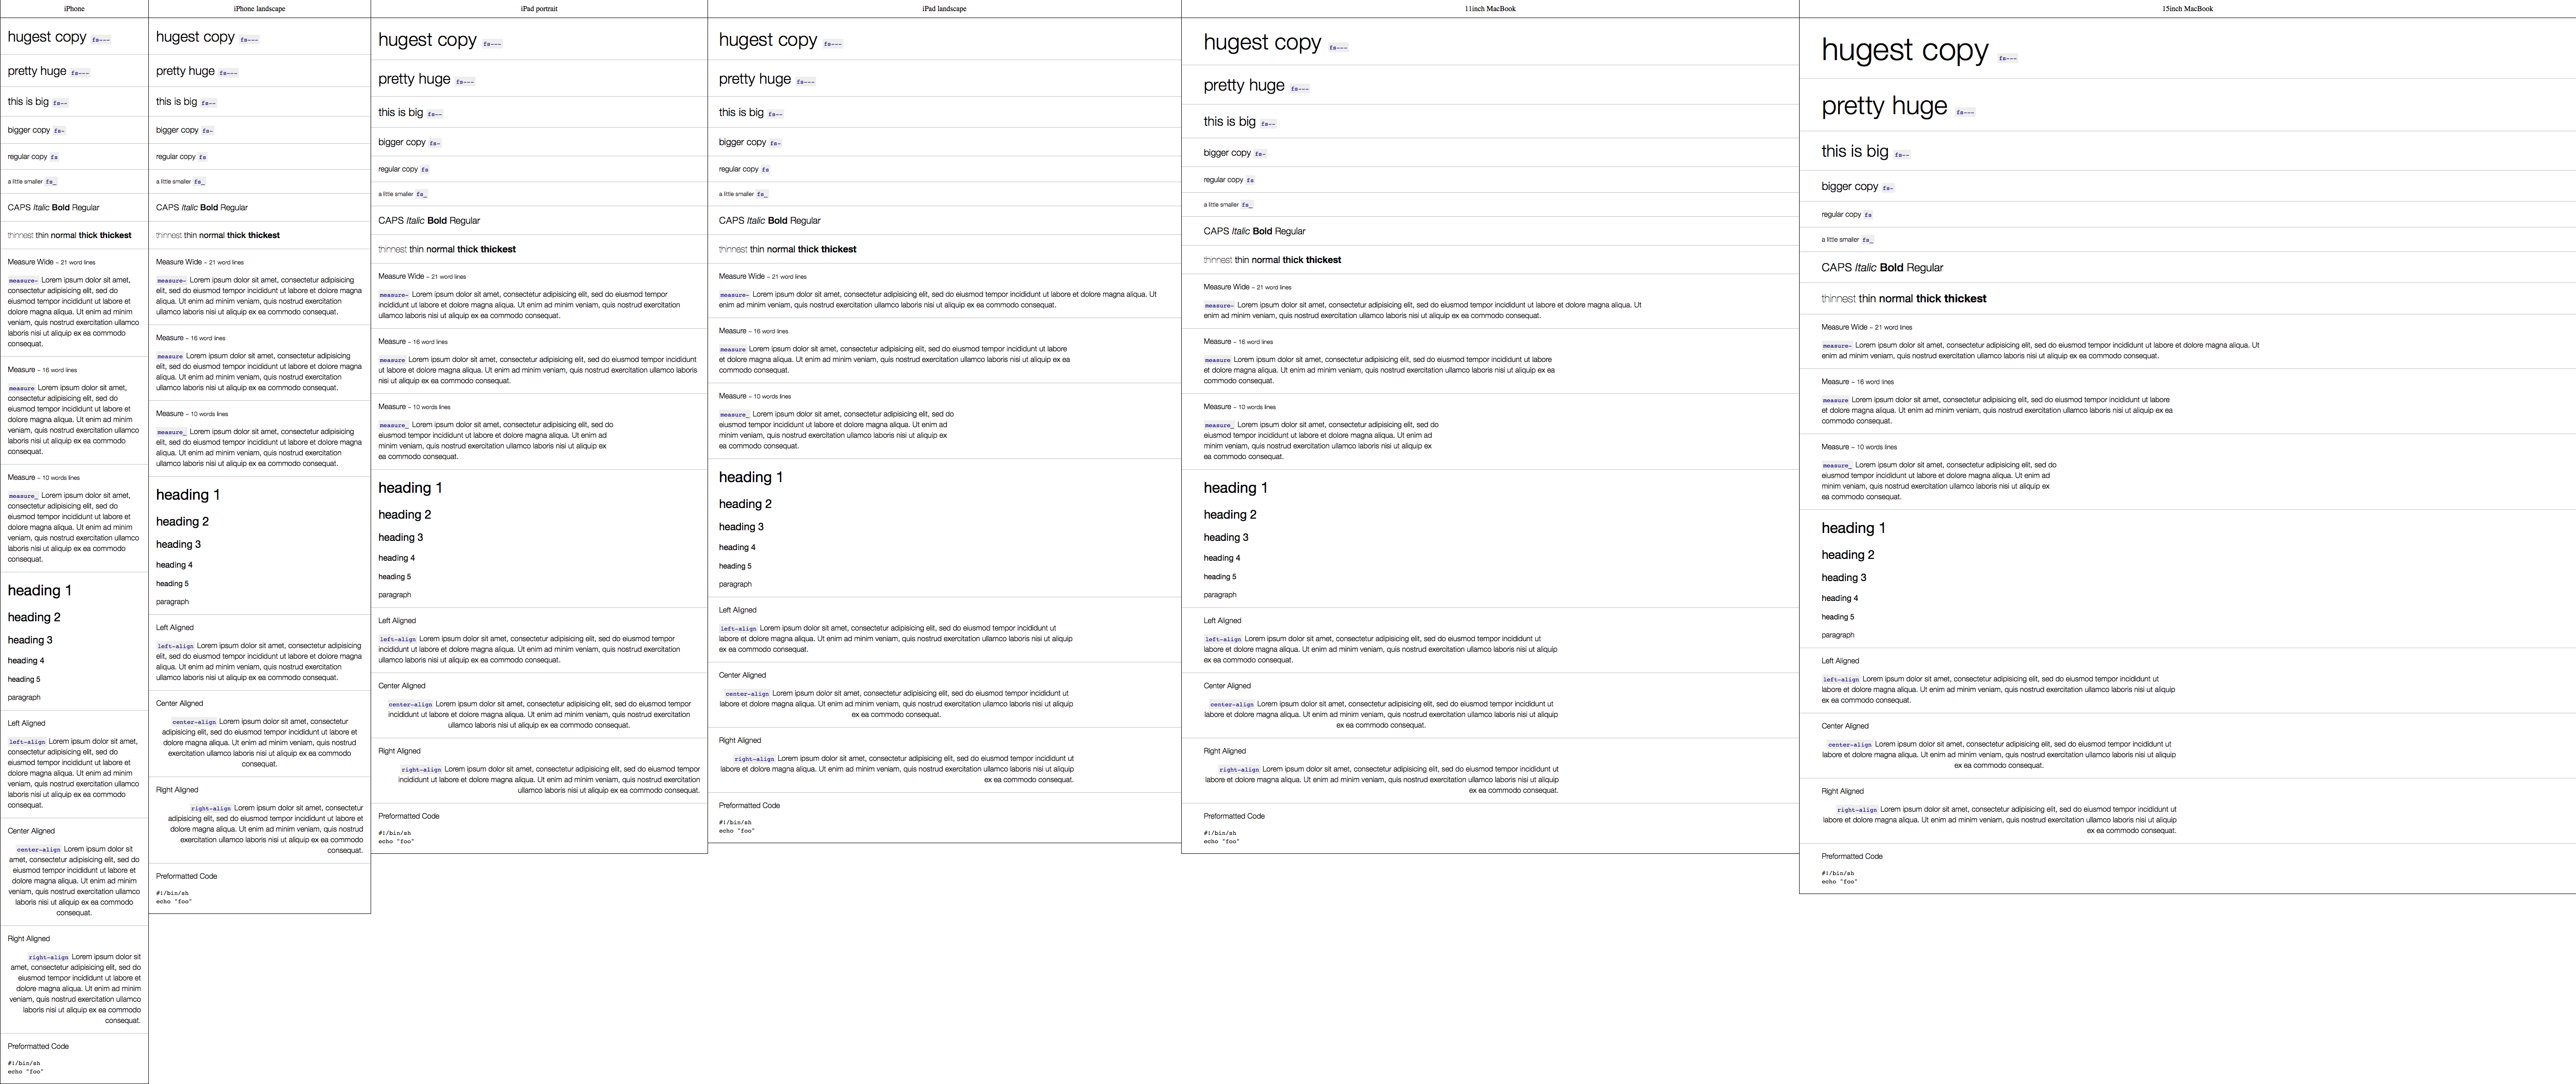 iPhone
hugest copy fs---
pretty huge fs---
this is big fs--
bigger copy fs-
regular copy fs
a little smaller fs_
CAPS Italic Bold Regular
thinnest thin normal thick thickest
Measure Wide ~ 21 word lines
measure- Lorem ipsum dolor sit amet,
consectetur adipisicing elit, sed do
eiusmod tempor incididunt ut labore et
dolore magna aliqua. Ut enim ad minim
veniam, quis nostrud exercitation ullamco
laboris nisi ut aliquip ex ea commodo
consequat.
Measure ~ 16 word lines
measure Lorem ipsum dolor sit amet,
consectetur adipisicing elit, sed do
eiusmod tempor incididunt ut labore et
dolore magna aliqua. Ut enim ad minim
veniam, quis nostrud exercitation ullamco
laboris nisi ut aliquip ex ea commodo
consequat.
Measure ~ 10 words lines
measure_ Lorem ipsum dolor sit amet,
consectetur adipisicing elit, sed do
eiusmod tempor incididunt ut labore et
dolore magna aliqua. Ut enim ad minim
veniam, quis nostrud exercitation ullamco
laboris nisi ut aliquip ex ea commodo
consequat.
heading 1
heading 2
heading 3
heading 4
heading 5
paragraph
Left Aligned
left-align Lorem ipsum dolor sit amet,
consectetur adipisicing elit, sed do
eiusmod tempor incididunt ut labore et
dolore magna aliqua. Ut enim ad minim
veniam, quis nostrud exercitation ullamco
laboris nisi ut aliquip ex ea commodo
consequat.
Center Aligned
center-align Lorem ipsum dolor sit
amet, consectetur adipisicing elit, sed do
eiusmod tempor incididunt ut labore et
dolore magna aliqua. Ut enim ad minim
veniam, quis nostrud exercitation ullamco
laboris nisi ut aliquip ex ea commodo
consequat.
Right Aligned
right-align Lorem ipsum dolor sit
amet, consectetur adipisicing elit, sed do
eiusmod tempor incididunt ut labore et
dolore magna aliqua. Ut enim ad minim
veniam, quis nostrud exercitation ullamco
laboris nisi ut aliquip ex ea commodo
consequat.
Preformatted Code
#!/bin/sh
echo "foo"
iPhone landscape
hugest copy fs---
pretty huge fs---
this is big fs--
bigger copy fs-
regular copy fs
a little smaller fs_
CAPS Italic Bold Regular
thinnest thin normal thick thickest
Measure Wide ~ 21 word lines
measure- Lorem ipsum dolor sit amet, consectetur adipisicing
elit, sed do eiusmod tempor incididunt ut labore et dolore magna
aliqua. Ut enim ad minim veniam, quis nostrud exercitation
ullamco laboris nisi ut aliquip ex ea commodo consequat.
Measure ~ 16 word lines
measure Lorem ipsum dolor sit amet, consectetur adipisicing
elit, sed do eiusmod tempor incididunt ut labore et dolore magna
aliqua. Ut enim ad minim veniam, quis nostrud exercitation
ullamco laboris nisi ut aliquip ex ea commodo consequat.
Measure ~ 10 words lines
measure_ Lorem ipsum dolor sit amet, consectetur adipisicing
elit, sed do eiusmod tempor incididunt ut labore et dolore magna
aliqua. Ut enim ad minim veniam, quis nostrud exercitation
ullamco laboris nisi ut aliquip ex ea commodo consequat.
heading 1
heading 2
heading 3
heading 4
heading 5
paragraph
Left Aligned
left-align Lorem ipsum dolor sit amet, consectetur adipisicing
elit, sed do eiusmod tempor incididunt ut labore et dolore magna
aliqua. Ut enim ad minim veniam, quis nostrud exercitation
ullamco laboris nisi ut aliquip ex ea commodo consequat.
Center Aligned
center-align Lorem ipsum dolor sit amet, consectetur
adipisicing elit, sed do eiusmod tempor incididunt ut labore et
dolore magna aliqua. Ut enim ad minim veniam, quis nostrud
exercitation ullamco laboris nisi ut aliquip ex ea commodo
consequat.
Right Aligned
right-align Lorem ipsum dolor sit amet, consectetur
adipisicing elit, sed do eiusmod tempor incididunt ut labore et
dolore magna aliqua. Ut enim ad minim veniam, quis nostrud
exercitation ullamco laboris nisi ut aliquip ex ea commodo
consequat.
Preformatted Code
#!/bin/sh
echo "foo"
iPad portrait
hugest copy fs---
pretty huge fs---
this is big fs--
bigger copy fs-
regular copy fs
a little smaller fs_
CAPS Italic Bold Regular
thinnest thin normal thick thickest
Measure Wide ~ 21 word lines
measure- Lorem ipsum dolor sit amet, consectetur adipisicing elit, sed do eiusmod tempor
incididunt ut labore et dolore magna aliqua. Ut enim ad minim veniam, quis nostrud exercitation
ullamco laboris nisi ut aliquip ex ea commodo consequat.
Measure ~ 16 word lines
measure Lorem ipsum dolor sit amet, consectetur adipisicing elit, sed do eiusmod tempor incididunt
ut labore et dolore magna aliqua. Ut enim ad minim veniam, quis nostrud exercitation ullamco laboris
nisi ut aliquip ex ea commodo consequat.
Measure ~ 10 words lines
measure_ Lorem ipsum dolor sit amet, consectetur adipisicing elit, sed do
eiusmod tempor incididunt ut labore et dolore magna aliqua. Ut enim ad
minim veniam, quis nostrud exercitation ullamco laboris nisi ut aliquip ex
ea commodo consequat.
heading 1
heading 2
heading 3
heading 4
heading 5
paragraph
Left Aligned
left-align Lorem ipsum dolor sit amet, consectetur adipisicing elit, sed do eiusmod tempor
incididunt ut labore et dolore magna aliqua. Ut enim ad minim veniam, quis nostrud exercitation
ullamco laboris nisi ut aliquip ex ea commodo consequat.
Center Aligned
center-align Lorem ipsum dolor sit amet, consectetur adipisicing elit, sed do eiusmod tempor
incididunt ut labore et dolore magna aliqua. Ut enim ad minim veniam, quis nostrud exercitation
ullamco laboris nisi ut aliquip ex ea commodo consequat.
Right Aligned
right-align Lorem ipsum dolor sit amet, consectetur adipisicing elit, sed do eiusmod tempor
incididunt ut labore et dolore magna aliqua. Ut enim ad minim veniam, quis nostrud exercitation
ullamco laboris nisi ut aliquip ex ea commodo consequat.
Preformatted Code
#!/bin/sh
echo "foo"
iPad landscape
hugest copy fs---
pretty huge fs---
this is big fs--
bigger copy fs-
regular copy fs
a little smaller fs_
CAPS Italic Bold Regular
thinnest thin normal thick thickest
Measure Wide ~ 21 word lines
measure- Lorem ipsum dolor sit amet, consectetur adipisicing elit, sed do eiusmod tempor incididunt ut labore et dolore magna aliqua. Ut
enim ad minim veniam, quis nostrud exercitation ullamco laboris nisi ut aliquip ex ea commodo consequat.
Measure ~ 16 word lines
measure Lorem ipsum dolor sit amet, consectetur adipisicing elit, sed do eiusmod tempor incididunt ut labore
et dolore magna aliqua. Ut enim ad minim veniam, quis nostrud exercitation ullamco laboris nisi ut aliquip ex ea
commodo consequat.
Measure ~ 10 words lines
measure_ Lorem ipsum dolor sit amet, consectetur adipisicing elit, sed do
eiusmod tempor incididunt ut labore et dolore magna aliqua. Ut enim ad
minim veniam, quis nostrud exercitation ullamco laboris nisi ut aliquip ex
ea commodo consequat.
heading 1
heading 2
heading 3
heading 4
heading 5
paragraph
Left Aligned
left-align Lorem ipsum dolor sit amet, consectetur adipisicing elit, sed do eiusmod tempor incididunt ut
labore et dolore magna aliqua. Ut enim ad minim veniam, quis nostrud exercitation ullamco laboris nisi ut aliquip
ex ea commodo consequat.
Center Aligned
center-align Lorem ipsum dolor sit amet, consectetur adipisicing elit, sed do eiusmod tempor incididunt ut
labore et dolore magna aliqua. Ut enim ad minim veniam, quis nostrud exercitation ullamco laboris nisi ut aliquip
ex ea commodo consequat.
Right Aligned
right-align Lorem ipsum dolor sit amet, consectetur adipisicing elit, sed do eiusmod tempor incididunt ut
labore et dolore magna aliqua. Ut enim ad minim veniam, quis nostrud exercitation ullamco laboris nisi ut aliquip
ex ea commodo consequat.
Preformatted Code
#!/bin/sh
echo "foo"
11inch MacBook
hugest copy fs---
pretty huge fs---
this is big fs--
bigger copy fs-
regular copy fs
a little smaller fs_
CAPS Italic Bold Regular
thinnest thin normal thick thickest
Measure Wide ~ 21 word lines
measure- Lorem ipsum dolor sit amet, consectetur adipisicing elit, sed do eiusmod tempor incididunt ut labore et dolore magna aliqua. Ut
enim ad minim veniam, quis nostrud exercitation ullamco laboris nisi ut aliquip ex ea commodo consequat.
Measure ~ 16 word lines
measure Lorem ipsum dolor sit amet, consectetur adipisicing elit, sed do eiusmod tempor incididunt ut labore
et dolore magna aliqua. Ut enim ad minim veniam, quis nostrud exercitation ullamco laboris nisi ut aliquip ex ea
commodo consequat.
Measure ~ 10 words lines
measure_ Lorem ipsum dolor sit amet, consectetur adipisicing elit, sed do
eiusmod tempor incididunt ut labore et dolore magna aliqua. Ut enim ad
minim veniam, quis nostrud exercitation ullamco laboris nisi ut aliquip ex
ea commodo consequat.
heading 1
heading 2
heading 3
heading 4
heading 5
paragraph
Left Aligned
left-align Lorem ipsum dolor sit amet, consectetur adipisicing elit, sed do eiusmod tempor incididunt ut
labore et dolore magna aliqua. Ut enim ad minim veniam, quis nostrud exercitation ullamco laboris nisi ut aliquip
ex ea commodo consequat.
Center Aligned
center-align Lorem ipsum dolor sit amet, consectetur adipisicing elit, sed do eiusmod tempor incididunt ut
labore et dolore magna aliqua. Ut enim ad minim veniam, quis nostrud exercitation ullamco laboris nisi ut aliquip
ex ea commodo consequat.
Right Aligned
right-align Lorem ipsum dolor sit amet, consectetur adipisicing elit, sed do eiusmod tempor incididunt ut
labore et dolore magna aliqua. Ut enim ad minim veniam, quis nostrud exercitation ullamco laboris nisi ut aliquip
ex ea commodo consequat.
Preformatted Code
#!/bin/sh
echo "foo"
15inch MacBook
hugest copy fs---
pretty huge fs---
this is big fs--
bigger copy fs-
regular copy fs
a little smaller fs_
CAPS Italic Bold Regular
thinnest thin normal thick thickest
Measure Wide ~ 21 word lines
measure- Lorem ipsum dolor sit amet, consectetur adipisicing elit, sed do eiusmod tempor incididunt ut labore et dolore magna aliqua. Ut
enim ad minim veniam, quis nostrud exercitation ullamco laboris nisi ut aliquip ex ea commodo consequat.
Measure ~ 16 word lines
measure Lorem ipsum dolor sit amet, consectetur adipisicing elit, sed do eiusmod tempor incididunt ut labore
et dolore magna aliqua. Ut enim ad minim veniam, quis nostrud exercitation ullamco laboris nisi ut aliquip ex ea
commodo consequat.
Measure ~ 10 words lines
measure_ Lorem ipsum dolor sit amet, consectetur adipisicing elit, sed do
eiusmod tempor incididunt ut labore et dolore magna aliqua. Ut enim ad
minim veniam, quis nostrud exercitation ullamco laboris nisi ut aliquip ex
ea commodo consequat.
heading 1
heading 2
heading 3
heading 4
heading 5
paragraph
Left Aligned
left-align Lorem ipsum dolor sit amet, consectetur adipisicing elit, sed do eiusmod tempor incididunt ut
labore et dolore magna aliqua. Ut enim ad minim veniam, quis nostrud exercitation ullamco laboris nisi ut aliquip
ex ea commodo consequat.
Center Aligned
center-align Lorem ipsum dolor sit amet, consectetur adipisicing elit, sed do eiusmod tempor incididunt ut
labore et dolore magna aliqua. Ut enim ad minim veniam, quis nostrud exercitation ullamco laboris nisi ut aliquip
ex ea commodo consequat.
Right Aligned
right-align Lorem ipsum dolor sit amet, consectetur adipisicing elit, sed do eiusmod tempor incididunt ut
labore et dolore magna aliqua. Ut enim ad minim veniam, quis nostrud exercitation ullamco laboris nisi ut aliquip
ex ea commodo consequat.
Preformatted Code
#!/bin/sh
echo "foo"